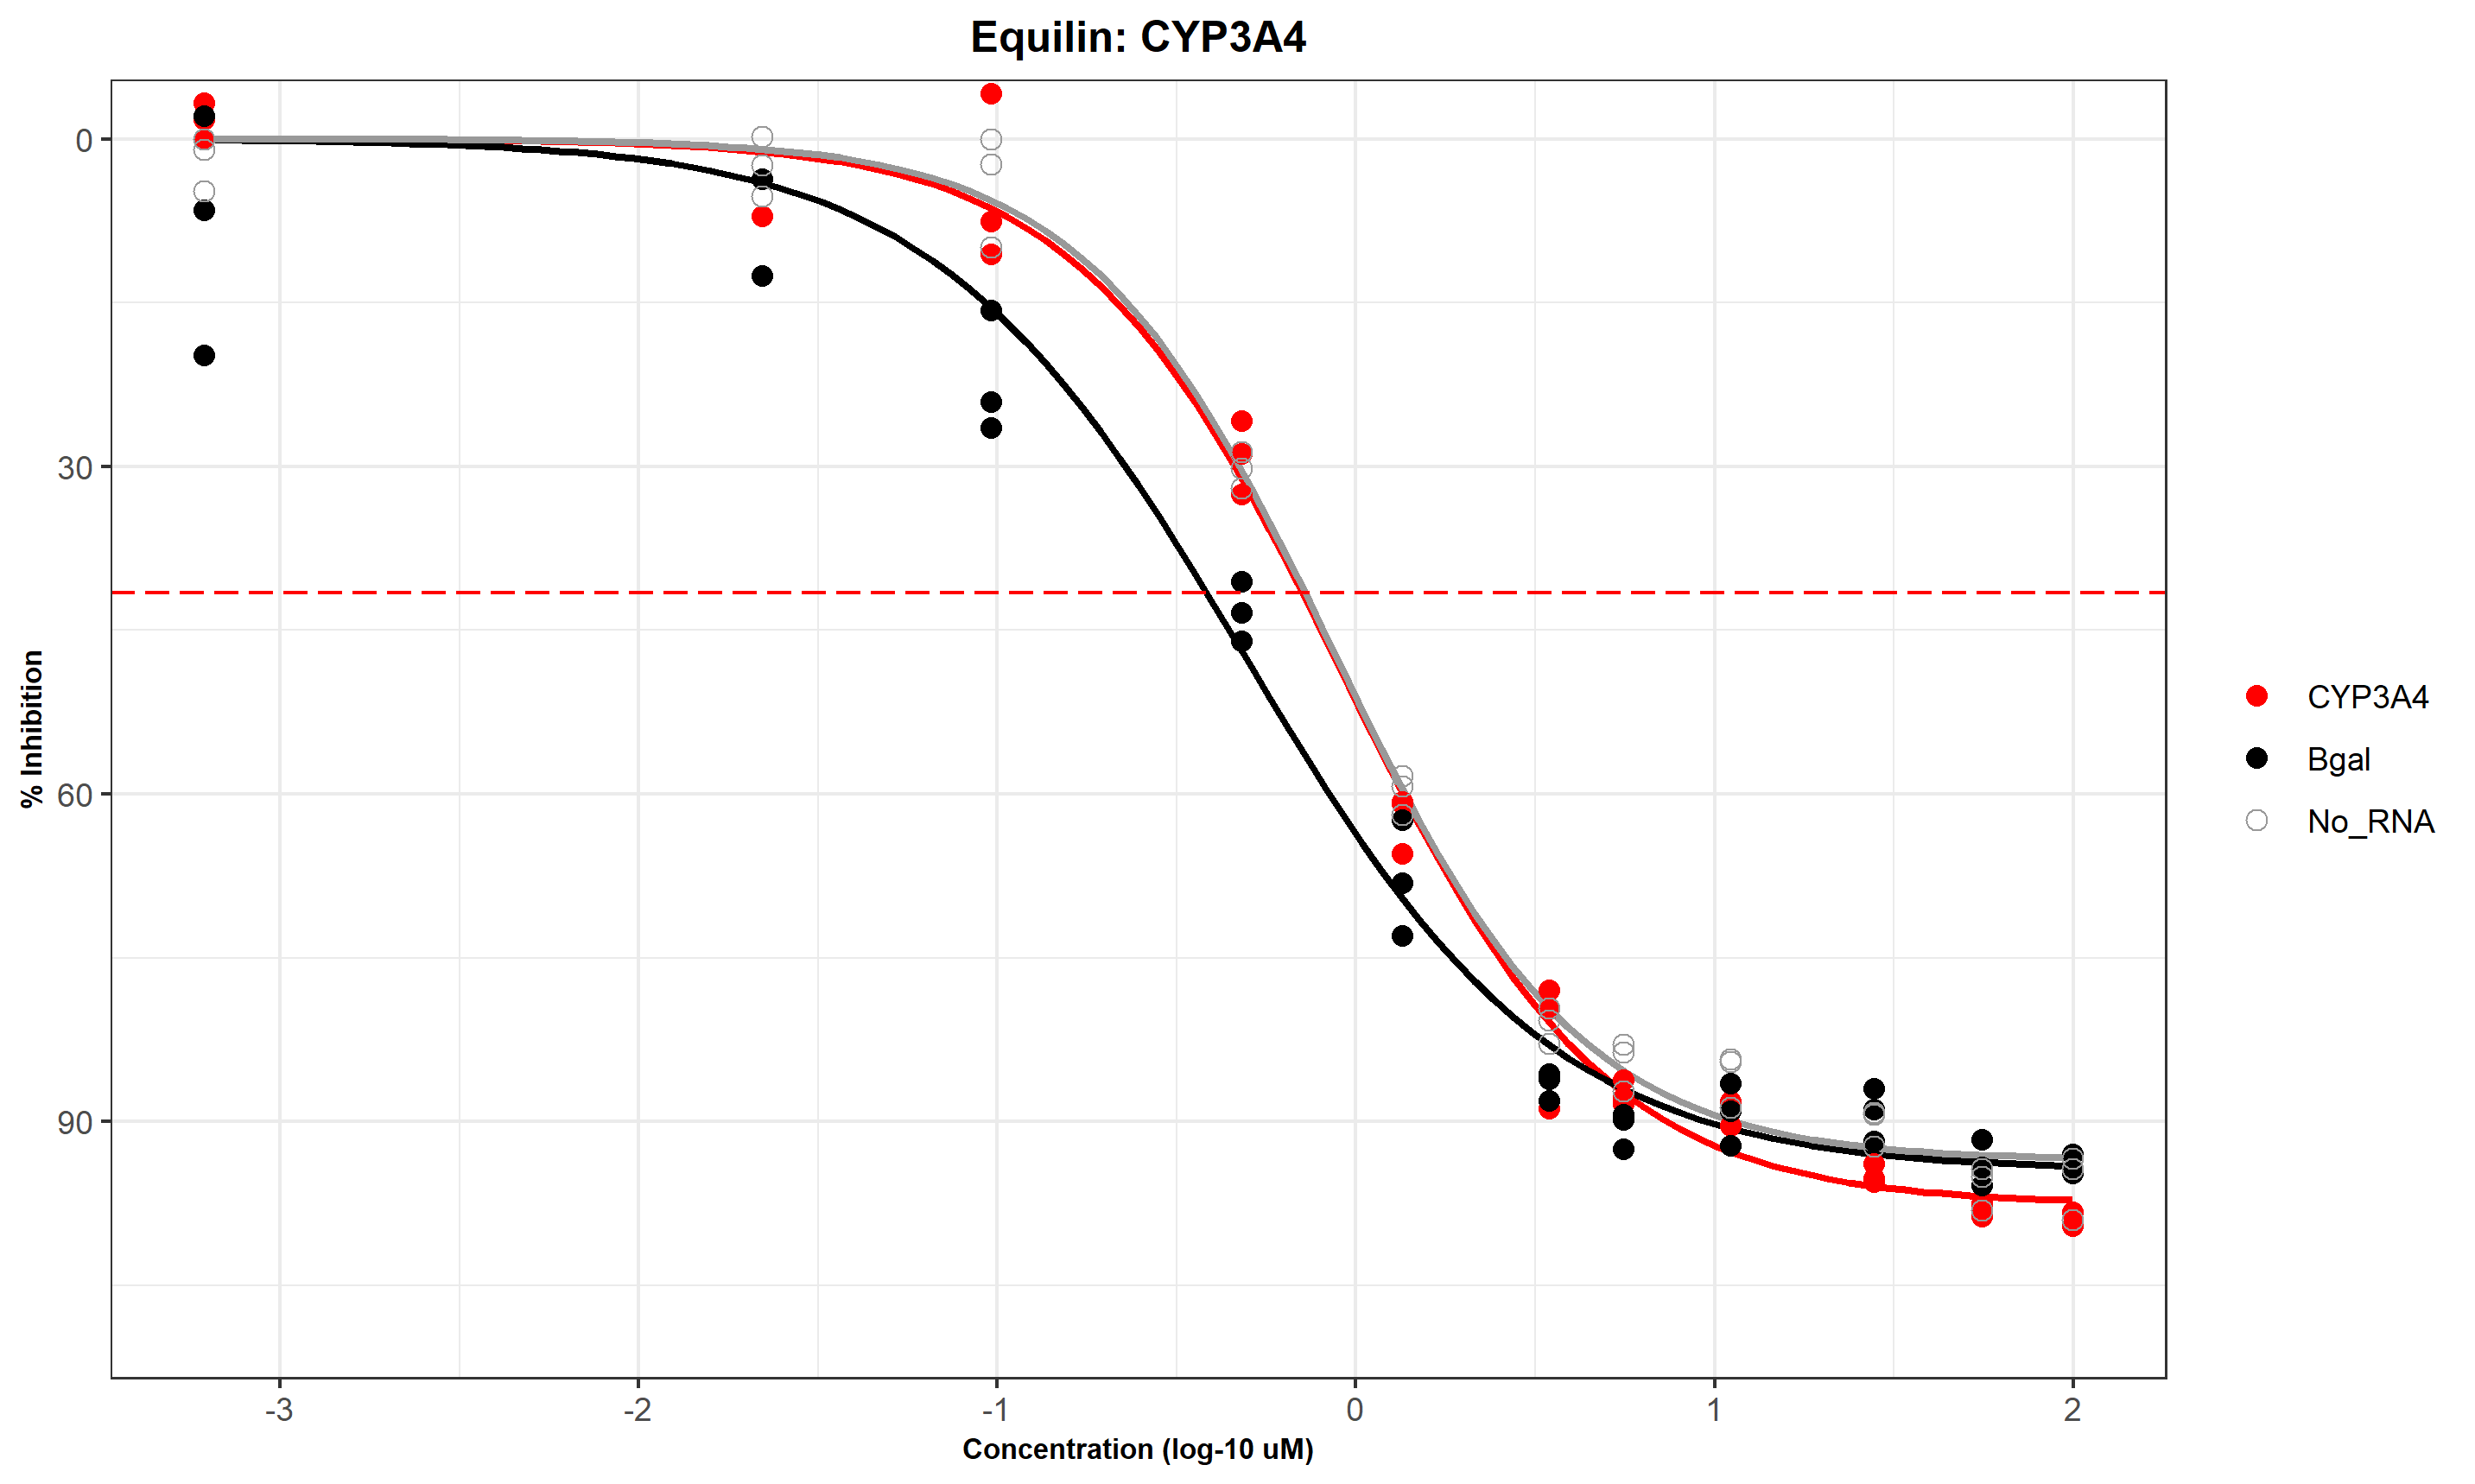 Equilin: CYP3A4
% Inhibition
0
30
60
90
-3
-2
-1
0
1
2
Concentration (log-10 uM)
CYP3A4
Bgal
No_RNA